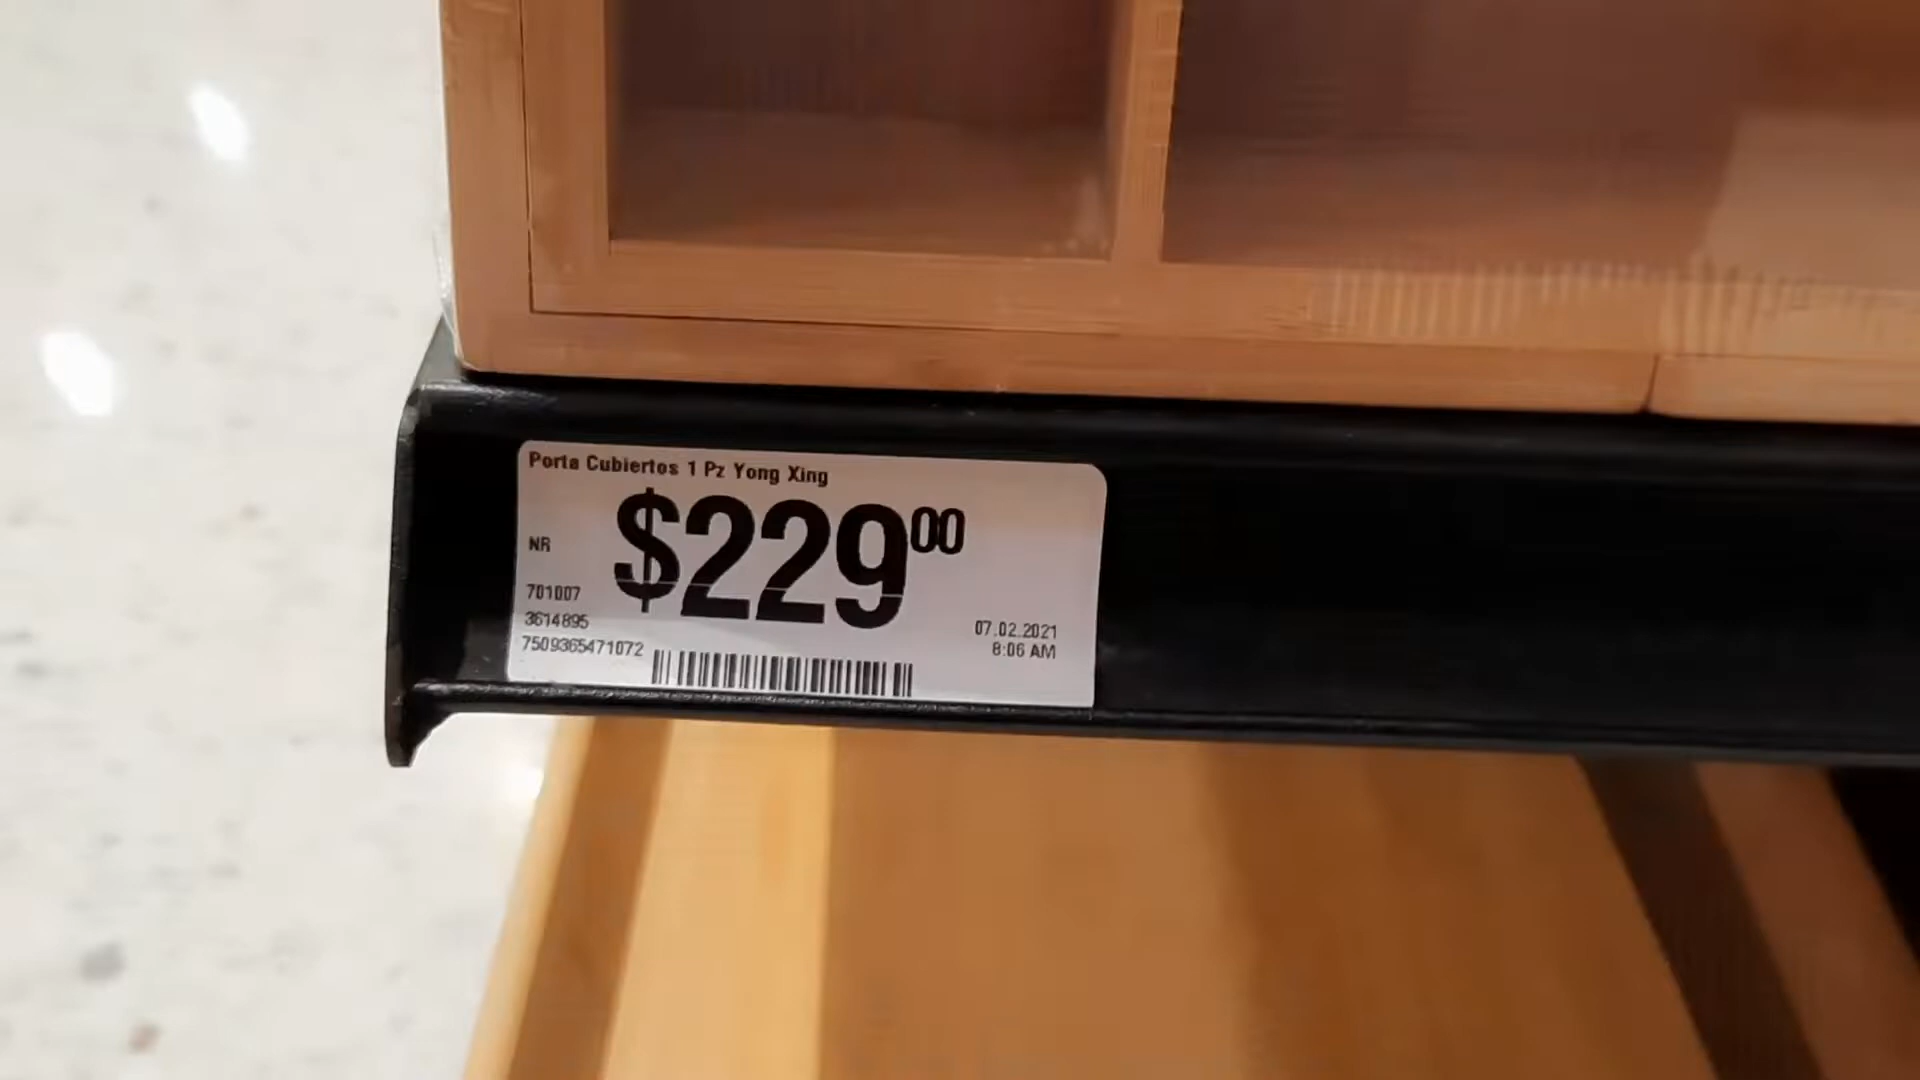 Porta Cubiertos 1 Pz Yong Xing
$229.00
NR
701007
3614895
7509365471072
07.02.2021
8:06 AM